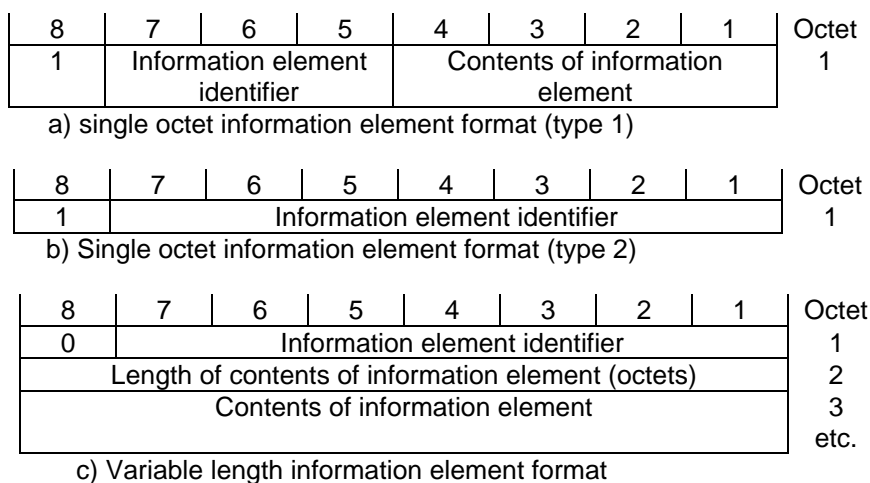 8 7 6 5 4 3 2 1 Octet
1 Information element Contents of information 1
identifier element
a) single octet information element format (type 1)
8 7 6 5 4 3 2 1 Octet
1 Information element identifier 1
b) Single octet information element format (type 2)
8 7 6 5 4 3 2 1 Octet
0 Information element identifier 1
Length of contents of information element (octets) 2
Contents of information element 3
etc.
c) Variable length information element format